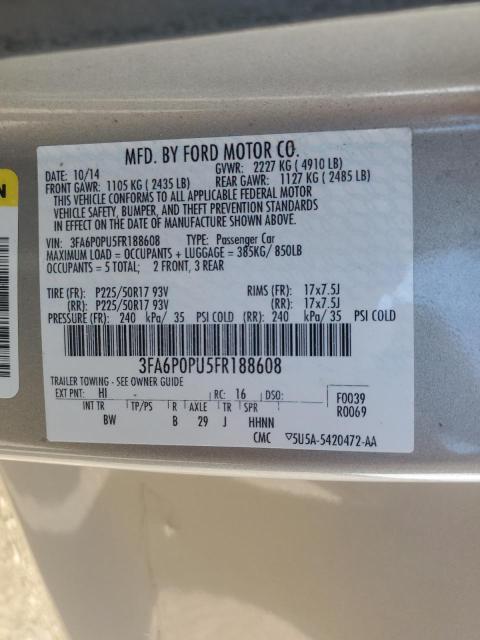 MFD. BY FORD MOTOR CO.
DATE: 10/14 GVWR: 2227 KG ( 4910 LB)
FRONT GAWR: 1105 KG ( 2435 LB) REAR GAWR: 1127 KG ( 2485 LB)
THIS VEHICLE CONFORMS TO ALL APPLICABLE FEDERAL MOTOR
VEHICLE SAFETY, BUMPER, AND THEFT PREVENTION STANDARDS
IN EFFECT ON THE DATE OF MANUFACTURE SHOWN ABOVE.
VIN: 3FA6P0PU5FR188608 TYPE: Passenger Car
MAXIMUM LOAD = OCCUPANTS + LUGGAGE = 385KG/ 850LB
OCCUPANTS = 5 TOTAL; 2 FRONT, 3 REAR
TIRE (FR): P225/50R17 93V RIMS (FR): 17x7.5J
(RR): P225/50R17 93V (RR): 17x7.5J
PRESSURE (FR): 240 kPa/ 35 PSI COLD (RR): 240 kPa/ 35 PSI COLD
3FA6P0PU5FR188608
TRAILER TOWING - SEE OWNER GUIDE
EXT PNT: HI RC: 16 DSO: F0039
INT TR TP/PS R AXLE TR SPR R0069
BW B 29 J HHNN
CMC ▽5U5A-5420472-AA
N